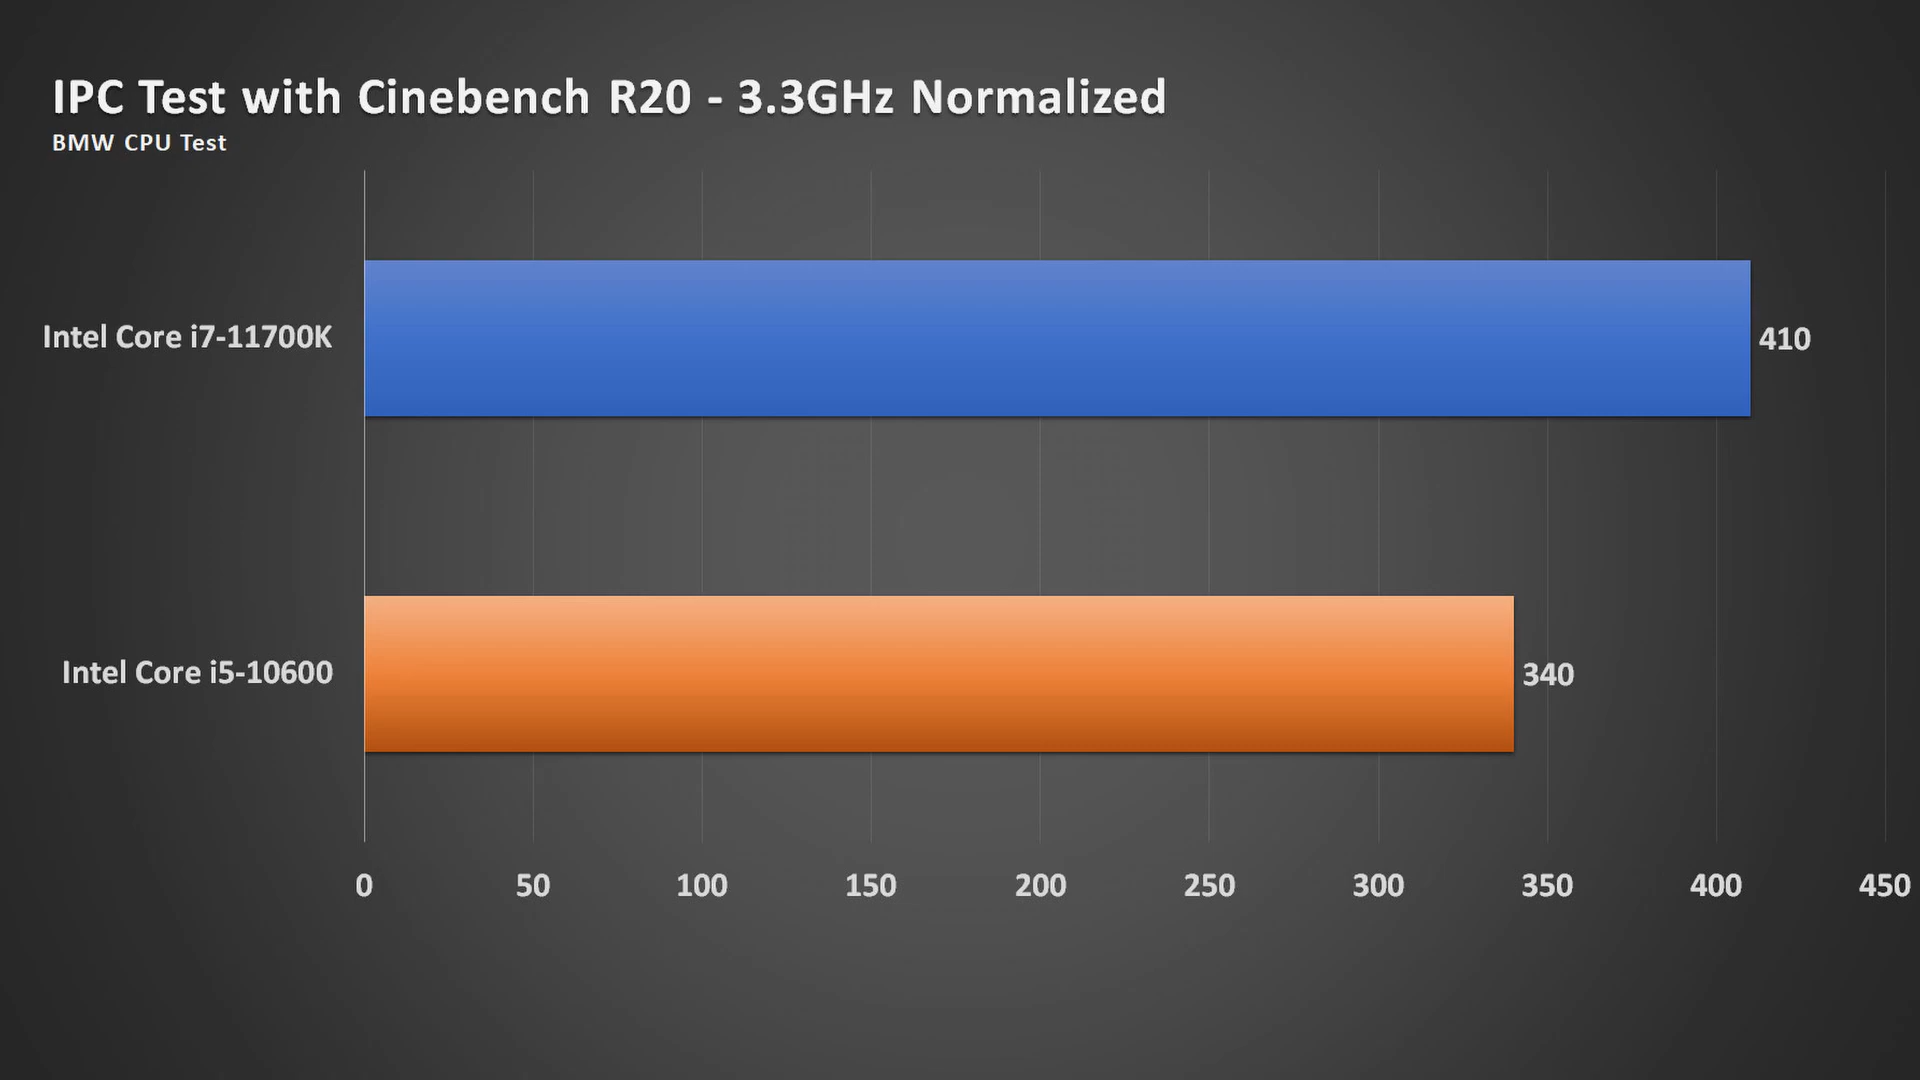 IPC Test with Cinebench R20 - 3.3GHz Normalized
BMW CPU Test
Intel Core i7-11700K
410
Intel Core i5-10600
340
0 50 100 150 200 250 300 350 400 450